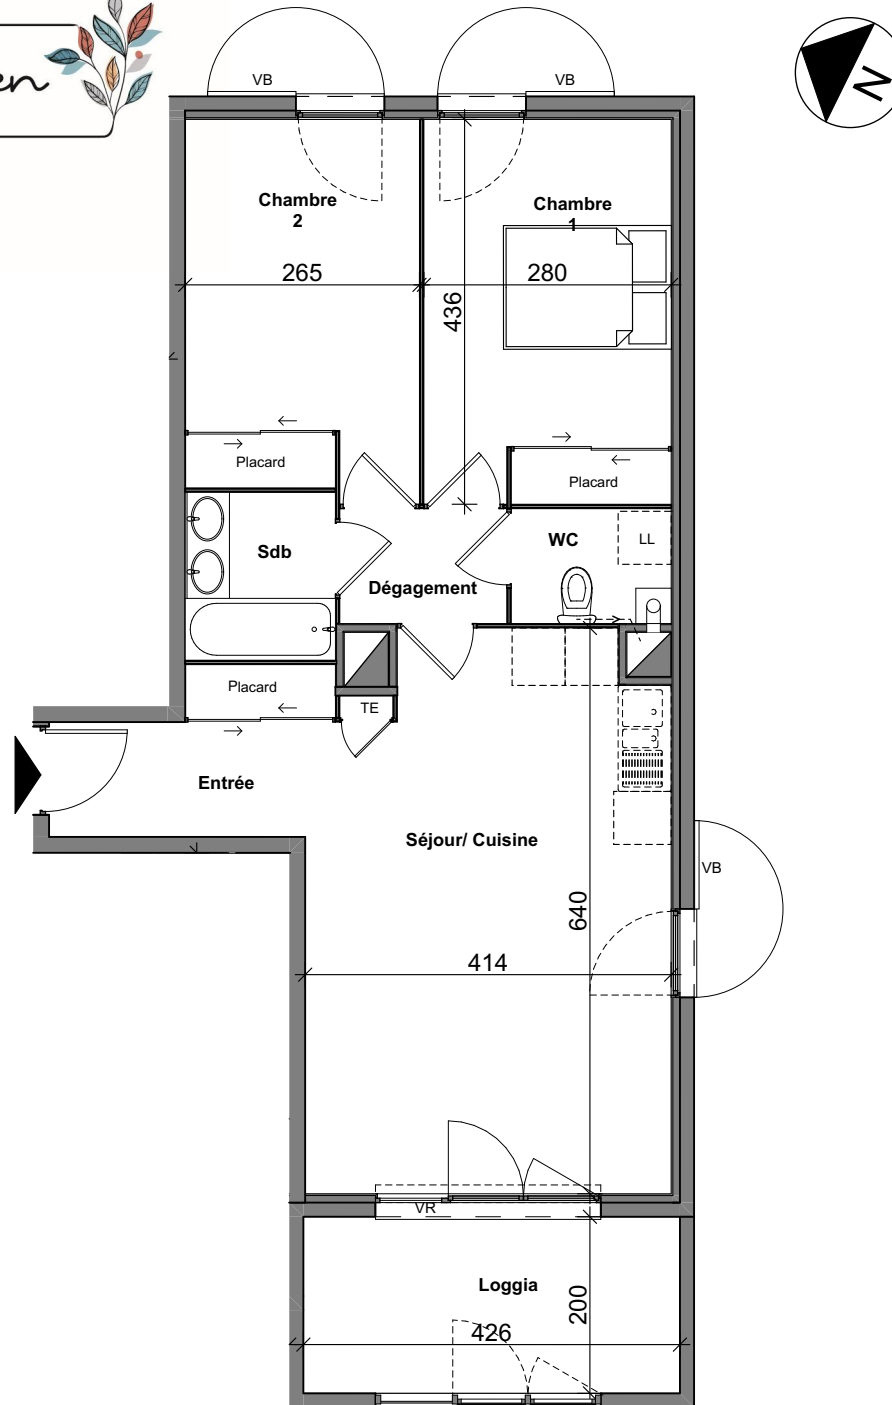 en
N
VB
VB
Chambre
2
Chambre
1
265
280
436
Placard
Placard
Sdb
WC
LL
Dégagement
Placard
TE
Entrée
Séjour/ Cuisine
VB
640
414
VR
Loggia
200
426